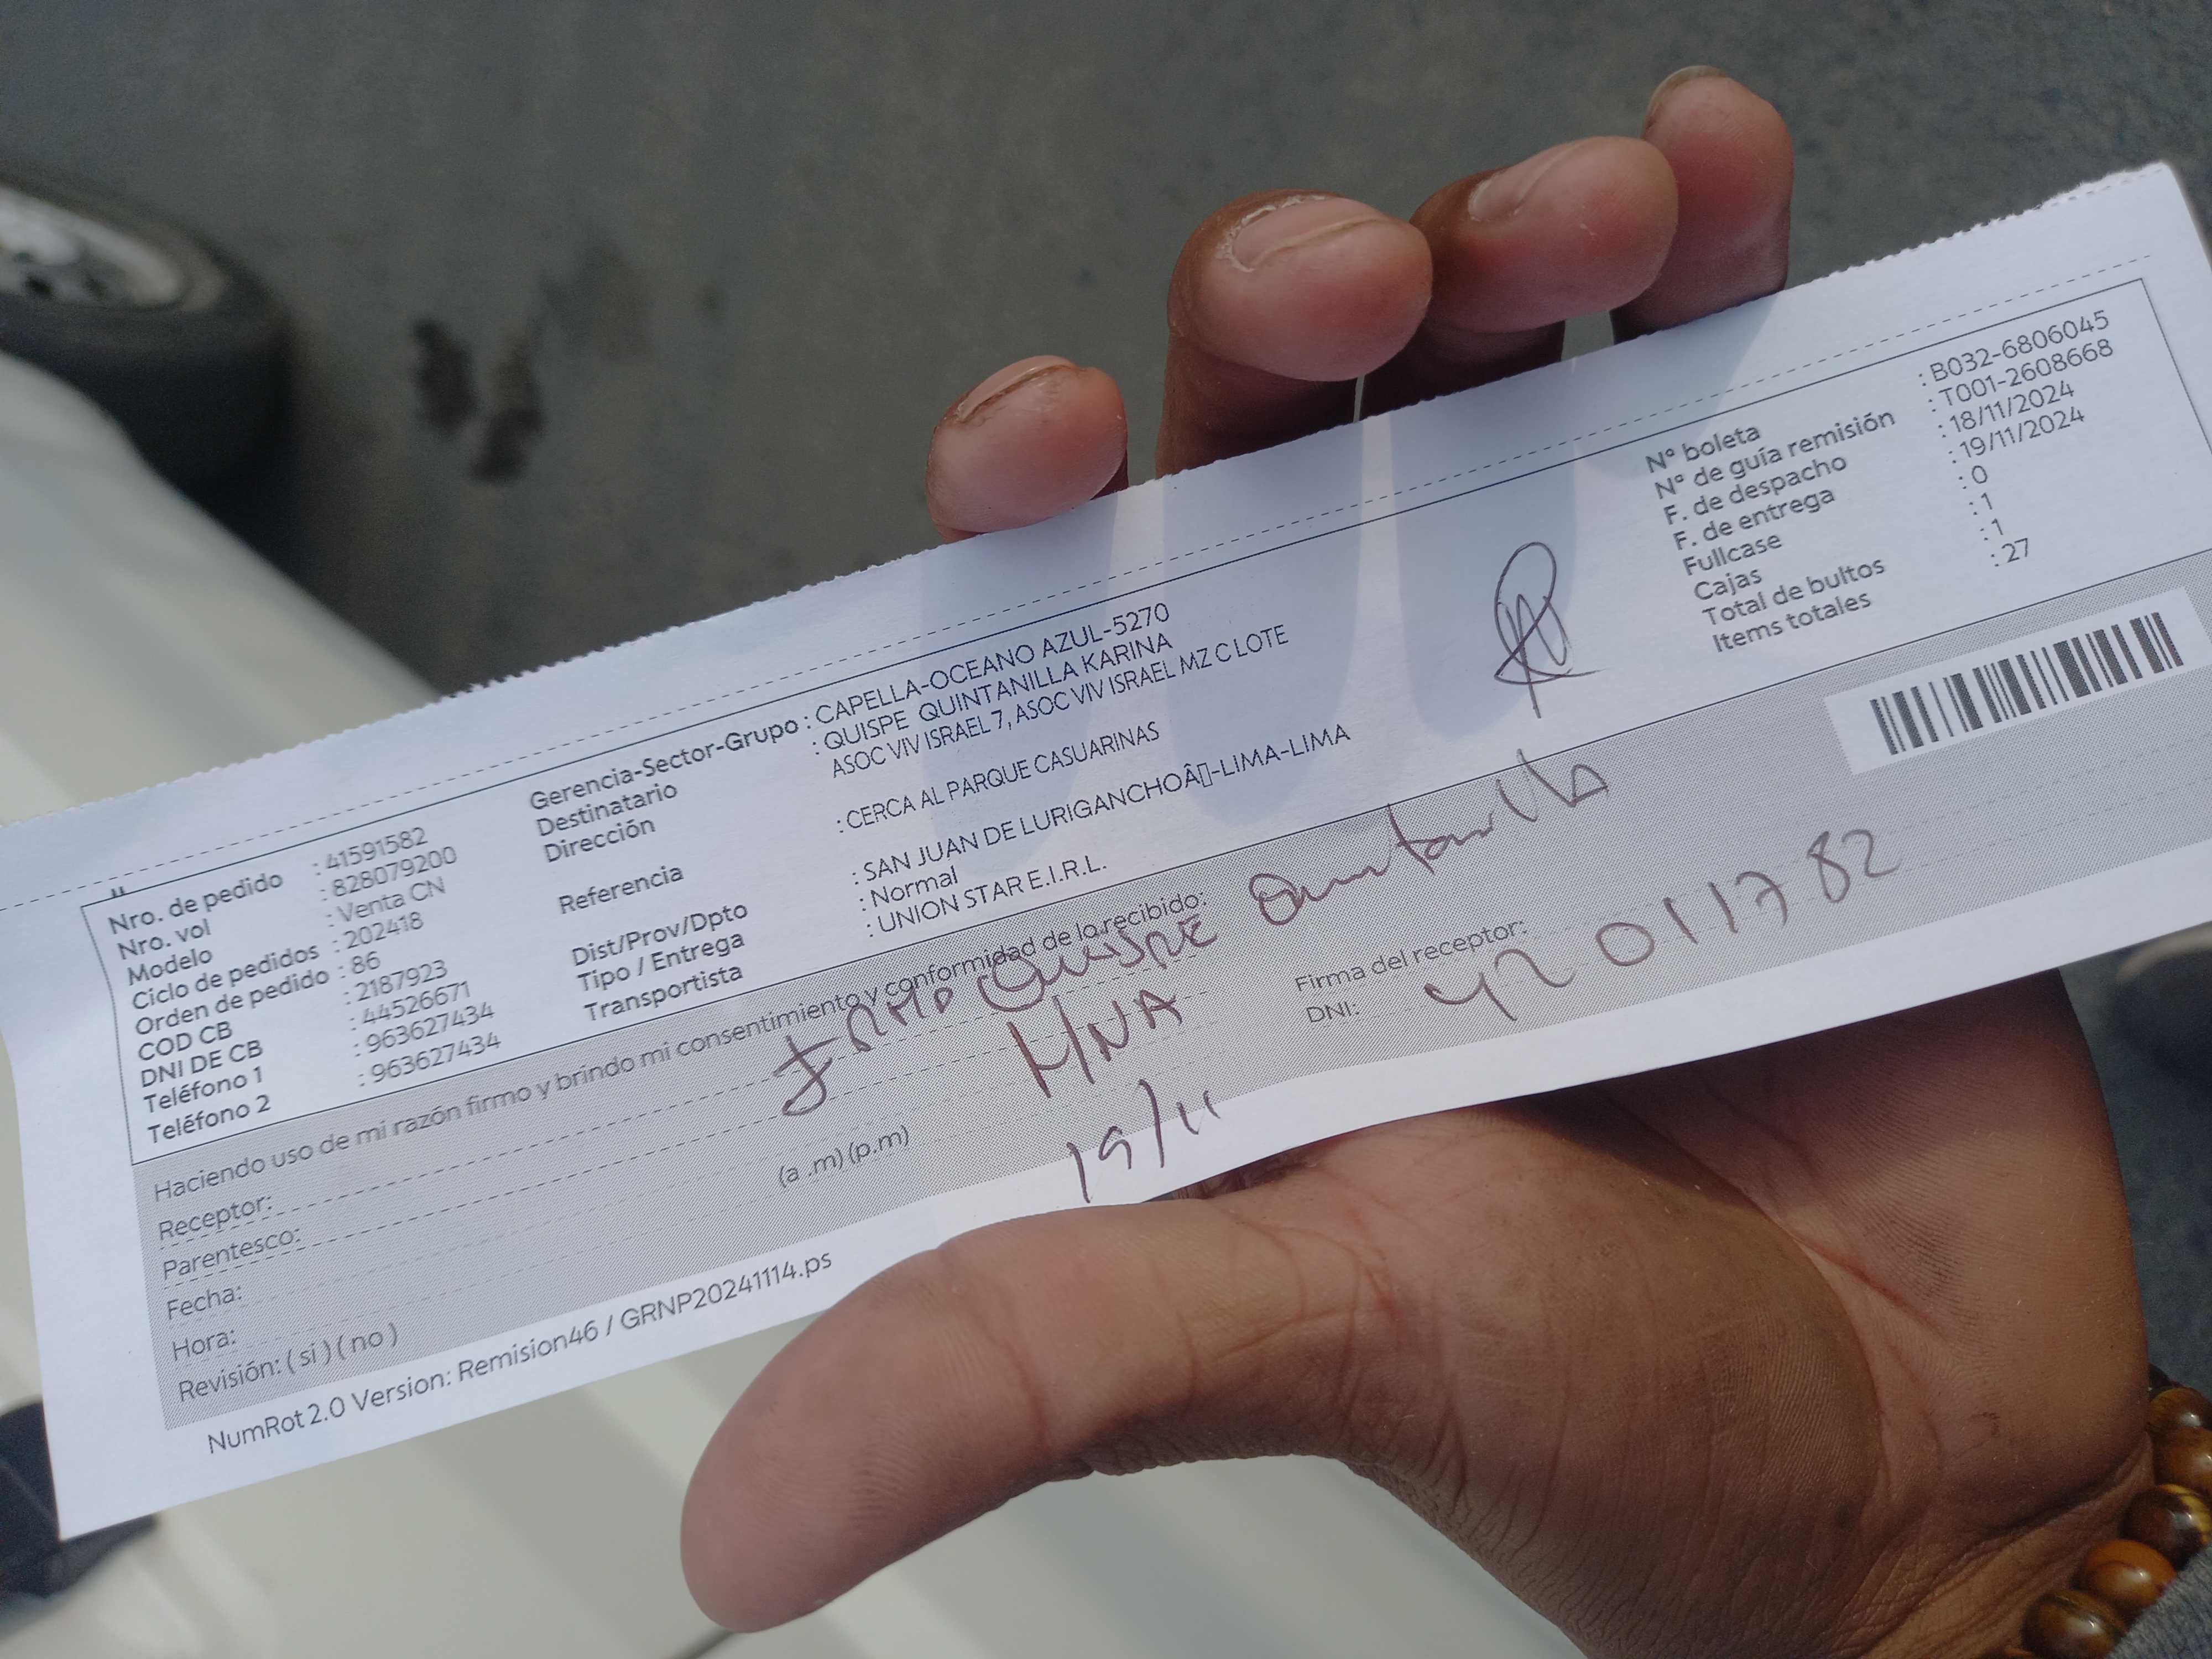 Nro. de pedido : 41591582
Nro. vol : 828079200
Modelo : Venta CN
Ciclo de pedidos : 202418
Orden de pedido : 86
COD CB : 2187923
DNI DE CB : 44526671
Teléfono 1 : 963627434
Teléfono 2 : 963627434
Gerencia-Sector-Grupo : CAPELLA-OCEANO AZUL-5270
Destinatario : QUISPE QUINTANILLA KARINA
Dirección ASOC VIV ISRAEL 7, ASOC VIV ISRAEL MZ C LOTE
Referencia : CERCA AL PARQUE CASUARINAS
Dist/Prov/Dpto : SAN JUAN DE LURIGANCHOÂ▯-LIMA-LIMA
Tipo / Entrega : Normal
Transportista : UNION STAR E.I.R.L.
N° boleta : B032-6806045
N° de guía remisión : T001-2608668
F. de despacho : 18/11/2024
F. de entrega : 19/11/2024
Fullcase : 0
Cajas : 1
Total de bultos : 1
Items totales : 27
Haciendo uso de mi razón firmo y brindo mi consentimiento y conformidad de lo recibido:
Receptor: Quispe Quintanilla
Parentesco: HNA
Fecha: 19/11
Hora: (a .m) (p.m)
Revisión: ( si ) ( no )
Firma del receptor:
DNI: 42011782
NumRot 2.0 Version: Remision46 / GRNP20241114.ps